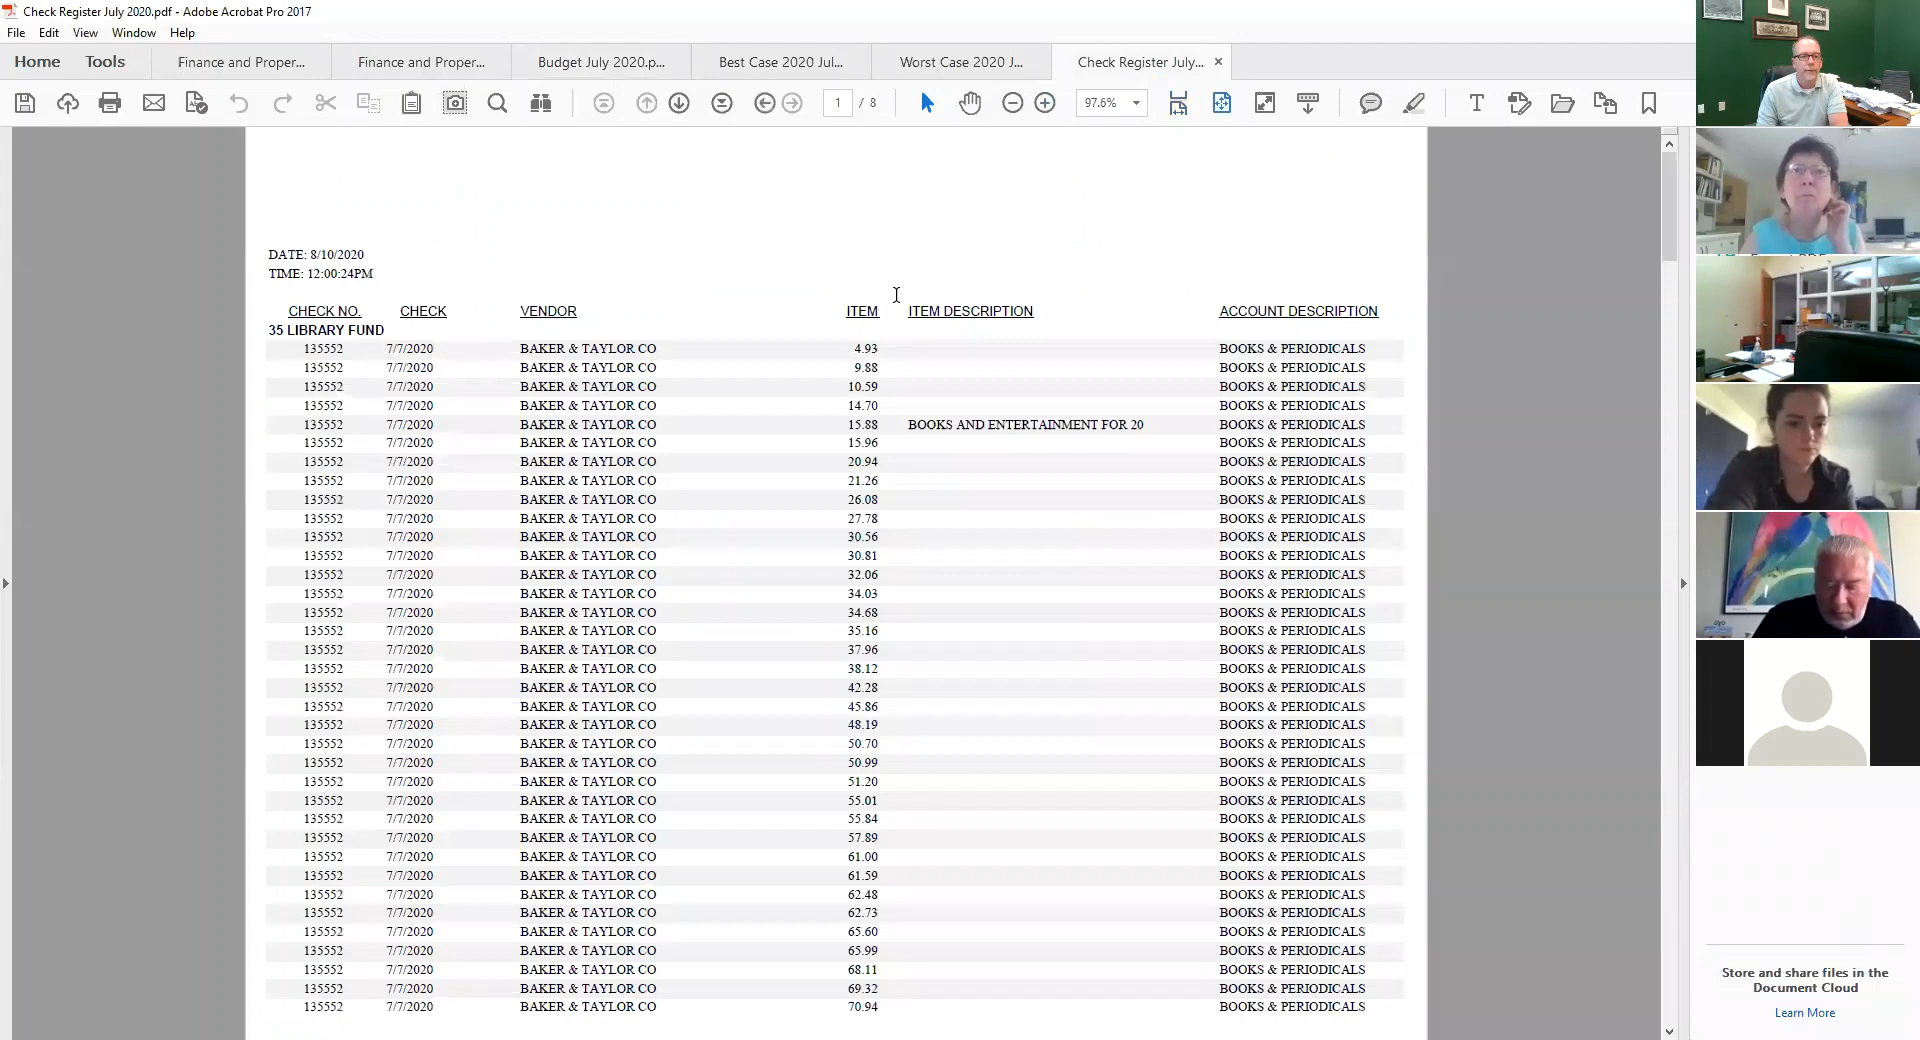 Check Register July 2020.pdf - Adobe Acrobat Pro 2017
File Edit View Window Help
Home Tools Finance and Proper... Finance and Proper... Budget July 2020.p... Best Case 2020 Jul... Worst Case 2020 J... Check Register July... ×
1 / 8 97.6%
DATE: 8/10/2020
TIME: 12:00:24PM
CHECK NO. CHECK VENDOR ITEM ITEM DESCRIPTION ACCOUNT DESCRIPTION
35 LIBRARY FUND
135552 7/7/2020 BAKER & TAYLOR CO 4.93 BOOKS & PERIODICALS
135552 7/7/2020 BAKER & TAYLOR CO 9.88 BOOKS & PERIODICALS
135552 7/7/2020 BAKER & TAYLOR CO 10.59 BOOKS & PERIODICALS
135552 7/7/2020 BAKER & TAYLOR CO 14.70 BOOKS & PERIODICALS
135552 7/7/2020 BAKER & TAYLOR CO 15.88 BOOKS AND ENTERTAINMENT FOR 20 BOOKS & PERIODICALS
135552 7/7/2020 BAKER & TAYLOR CO 15.96 BOOKS & PERIODICALS
135552 7/7/2020 BAKER & TAYLOR CO 20.94 BOOKS & PERIODICALS
135552 7/7/2020 BAKER & TAYLOR CO 21.26 BOOKS & PERIODICALS
135552 7/7/2020 BAKER & TAYLOR CO 26.08 BOOKS & PERIODICALS
135552 7/7/2020 BAKER & TAYLOR CO 27.78 BOOKS & PERIODICALS
135552 7/7/2020 BAKER & TAYLOR CO 30.56 BOOKS & PERIODICALS
135552 7/7/2020 BAKER & TAYLOR CO 30.81 BOOKS & PERIODICALS
135552 7/7/2020 BAKER & TAYLOR CO 32.06 BOOKS & PERIODICALS
135552 7/7/2020 BAKER & TAYLOR CO 34.03 BOOKS & PERIODICALS
135552 7/7/2020 BAKER & TAYLOR CO 34.68 BOOKS & PERIODICALS
135552 7/7/2020 BAKER & TAYLOR CO 35.16 BOOKS & PERIODICALS
135552 7/7/2020 BAKER & TAYLOR CO 37.96 BOOKS & PERIODICALS
135552 7/7/2020 BAKER & TAYLOR CO 38.12 BOOKS & PERIODICALS
135552 7/7/2020 BAKER & TAYLOR CO 42.28 BOOKS & PERIODICALS
135552 7/7/2020 BAKER & TAYLOR CO 45.86 BOOKS & PERIODICALS
135552 7/7/2020 BAKER & TAYLOR CO 48.19 BOOKS & PERIODICALS
135552 7/7/2020 BAKER & TAYLOR CO 50.70 BOOKS & PERIODICALS
135552 7/7/2020 BAKER & TAYLOR CO 50.99 BOOKS & PERIODICALS
135552 7/7/2020 BAKER & TAYLOR CO 51.20 BOOKS & PERIODICALS
135552 7/7/2020 BAKER & TAYLOR CO 55.01 BOOKS & PERIODICALS
135552 7/7/2020 BAKER & TAYLOR CO 55.84 BOOKS & PERIODICALS
135552 7/7/2020 BAKER & TAYLOR CO 57.89 BOOKS & PERIODICALS
135552 7/7/2020 BAKER & TAYLOR CO 61.00 BOOKS & PERIODICALS
135552 7/7/2020 BAKER & TAYLOR CO 61.59 BOOKS & PERIODICALS
135552 7/7/2020 BAKER & TAYLOR CO 62.48 BOOKS & PERIODICALS
135552 7/7/2020 BAKER & TAYLOR CO 62.73 BOOKS & PERIODICALS
135552 7/7/2020 BAKER & TAYLOR CO 65.60 BOOKS & PERIODICALS
135552 7/7/2020 BAKER & TAYLOR CO 65.99 BOOKS & PERIODICALS
135552 7/7/2020 BAKER & TAYLOR CO 68.11 BOOKS & PERIODICALS
135552 7/7/2020 BAKER & TAYLOR CO 69.32 BOOKS & PERIODICALS
135552 7/7/2020 BAKER & TAYLOR CO 70.94 BOOKS & PERIODICALS
Store and share files in the
Document Cloud
Learn More